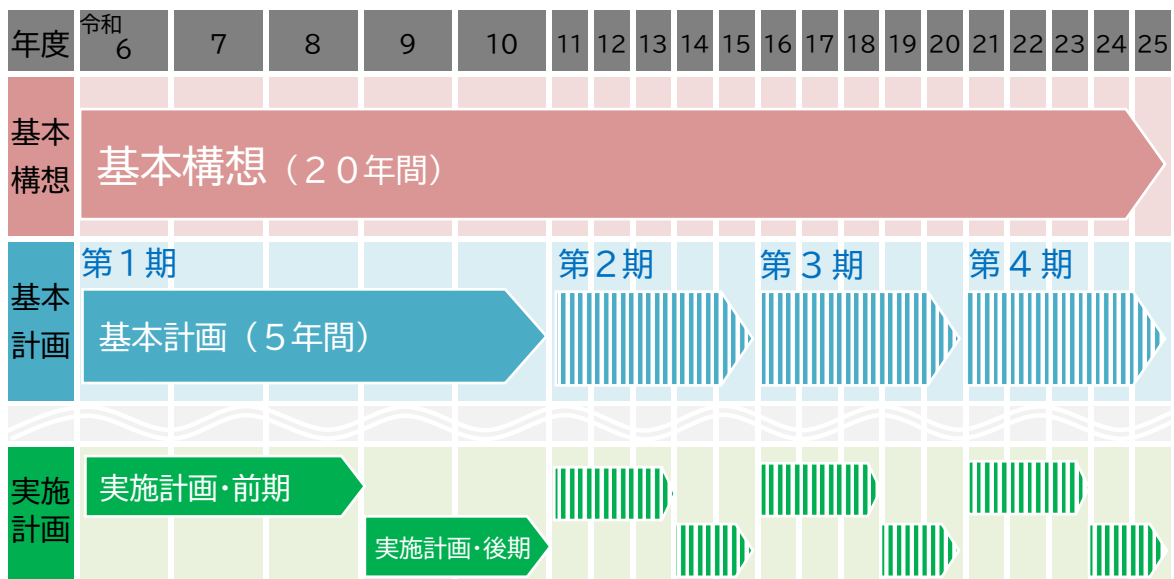 年度 令和 6 7 8 9 10 11 12 13 14 15 16 17 18 19 20 21 22 23 24 25
基本
構想
基本構想（２０年間）
基本
計画
第１期 第２期 第３期 第４期
基本計画（５年間）
実施
計画
実施計画・前期
実施計画・後期